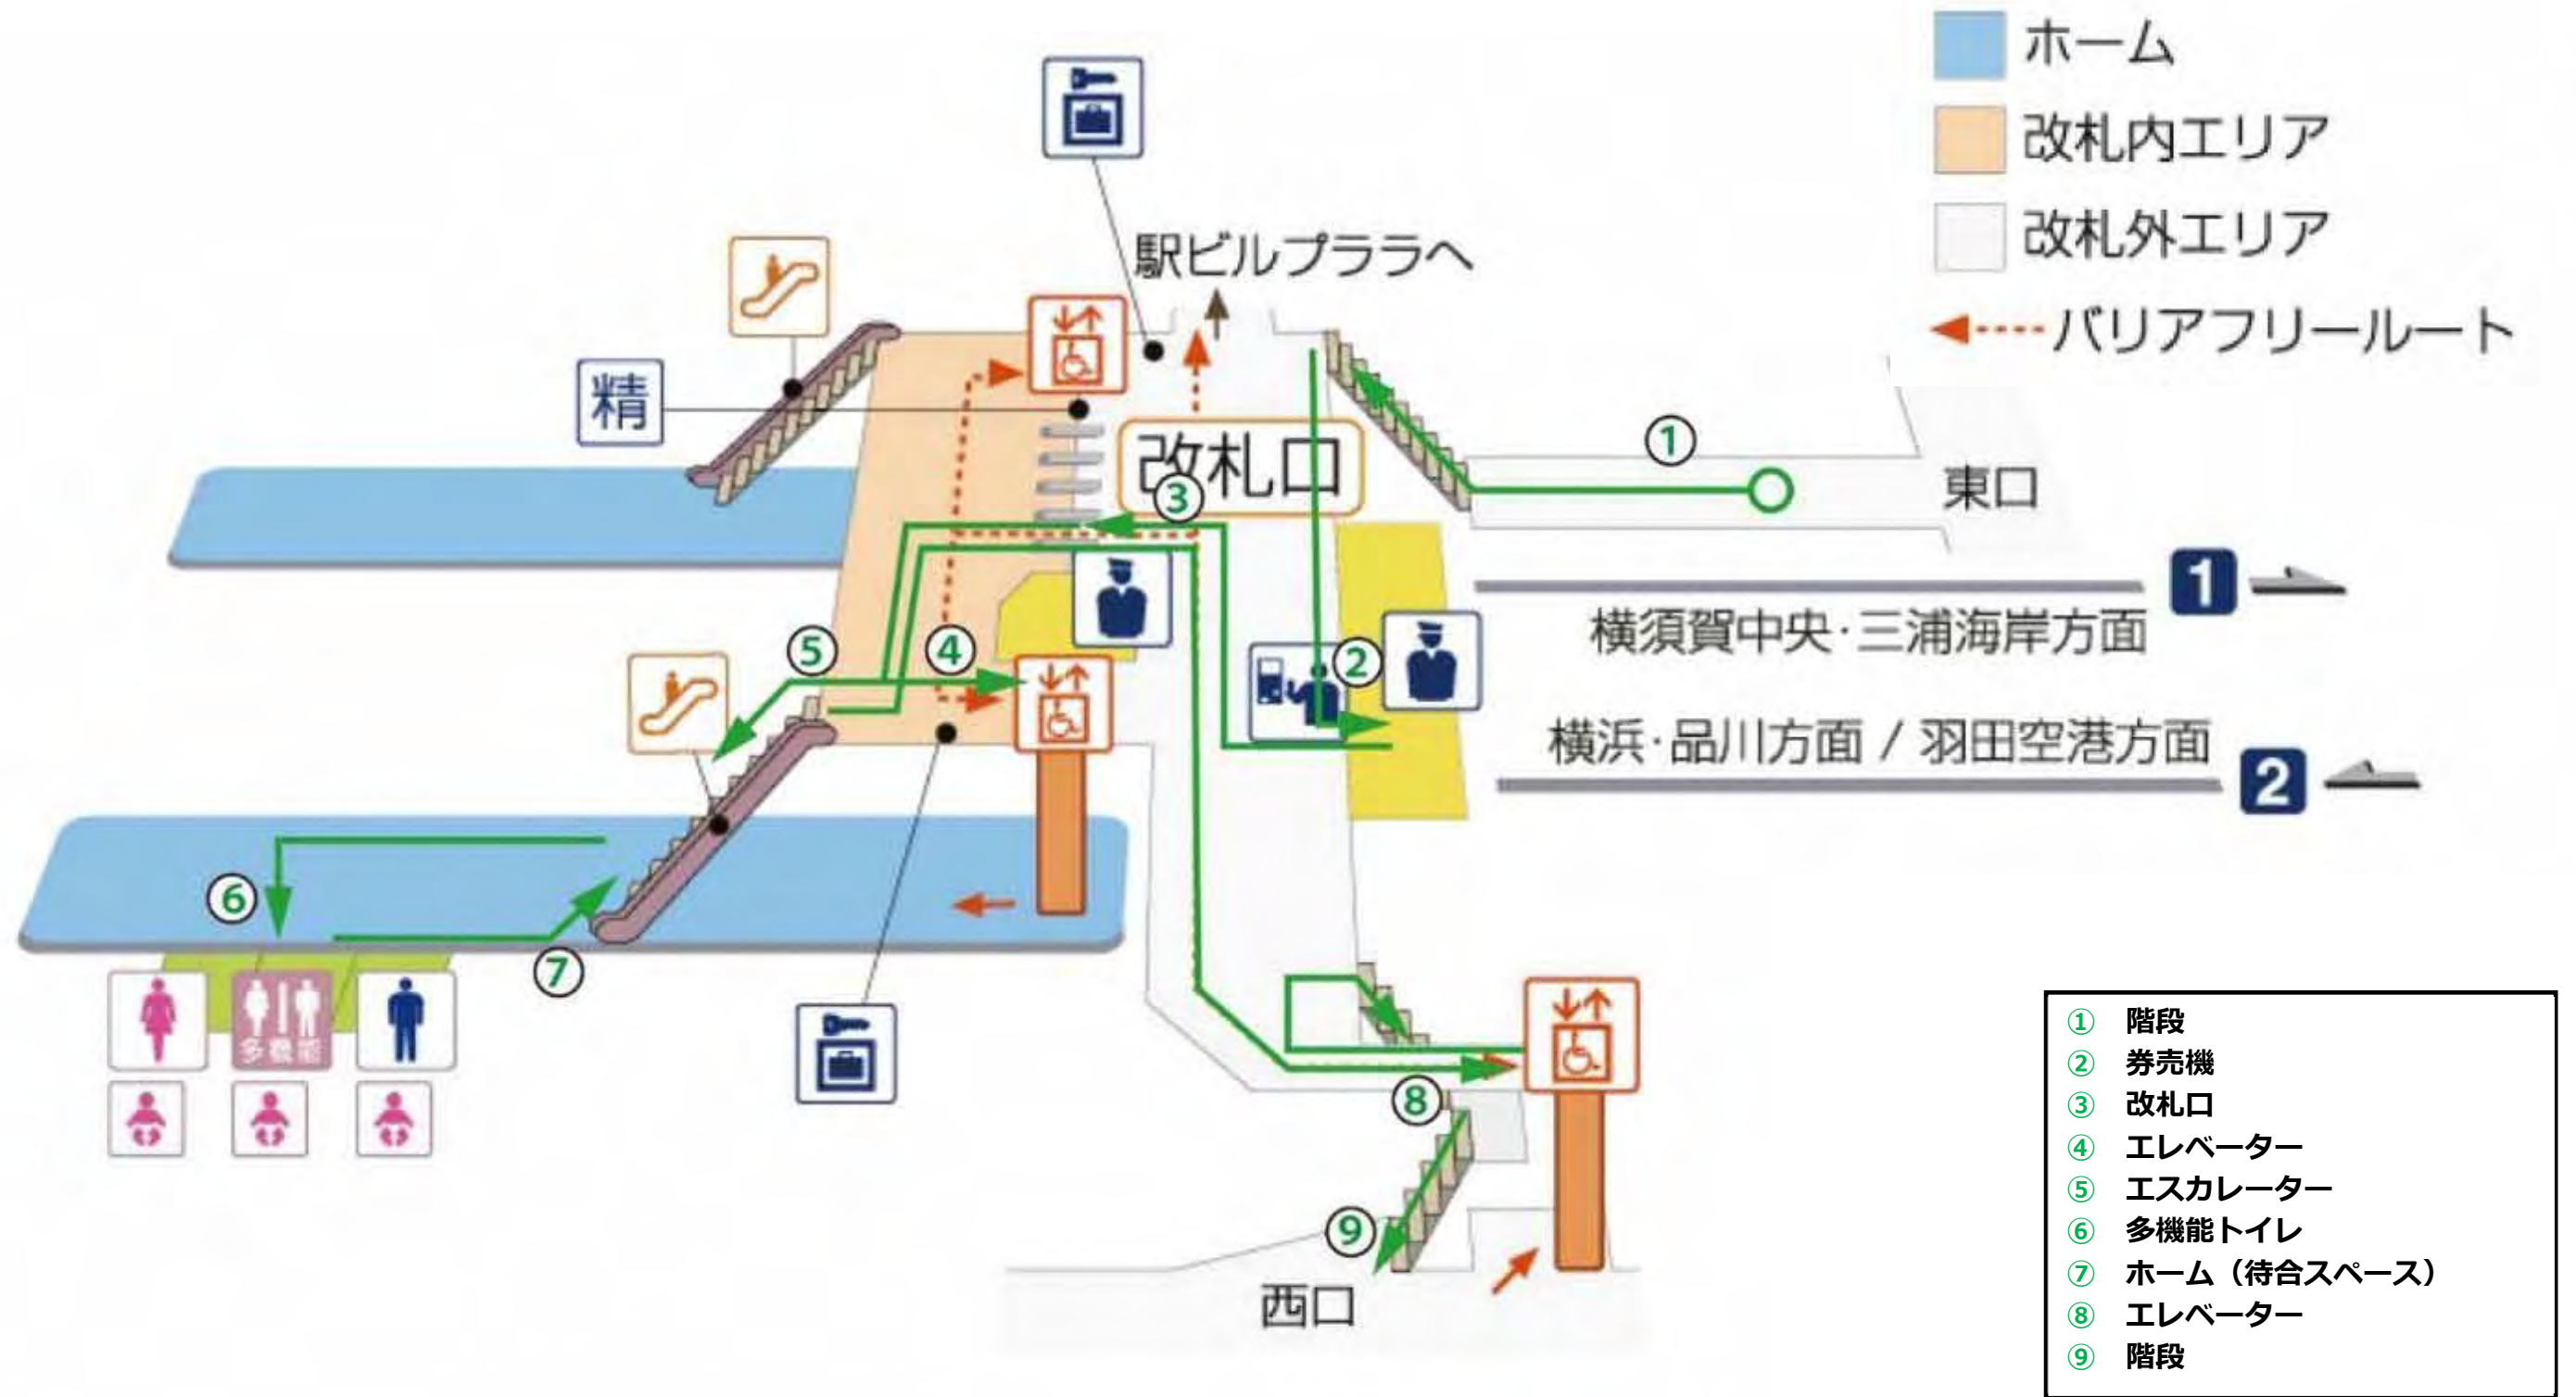 ホーム
改札内エリア
改札外エリア
バリアフリールート
駅ビルプララへ
精
改札口
①
東口
③
1
横須賀中央・三浦海岸方面
⑤
④
②
横浜・品川方面 / 羽田空港方面
2
⑥
⑦
多機能
⑧
⑨
西口
① 階段
② 券売機
③ 改札口
④ エレベーター
⑤ エスカレーター
⑥ 多機能トイレ
⑦ ホーム（待合スペース）
⑧ エレベーター
⑨ 階段